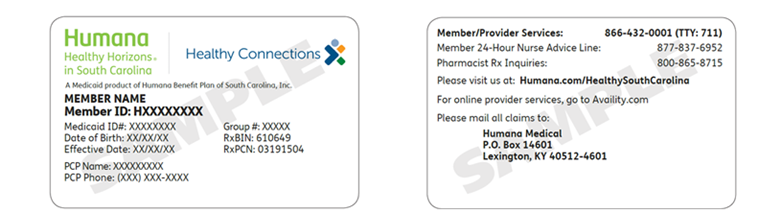 Humana
Healthy Horizons®
in South Carolina
Healthy Connections
A Medicaid product of Humana Benefit Plan of South Carolina, Inc.
MEMBER NAME
Member ID: HXXXXXXXX
Medicaid ID#: XXXXXXXX
Group #: XXXXX
Date of Birth: XX/XX/XX
RxBIN: 610649
Effective Date: XX/XX/XX
RxPCN: 03191504
PCP Name: XXXXXXXXX
PCP Phone: (XXX) XXX-XXXX
SAMPLE
Member/Provider Services: 866-432-0001 (TTY: 711)
Member 24-Hour Nurse Advice Line: 877-837-6952
Pharmacist Rx Inquiries: 800-865-8715
Please visit us at: Humana.com/HealthySouthCarolina
For online provider services, go to Availity.com
Please mail all claims to:
Humana Medical
P.O. Box 14601
Lexington, KY 40512-4601
SAMPLE